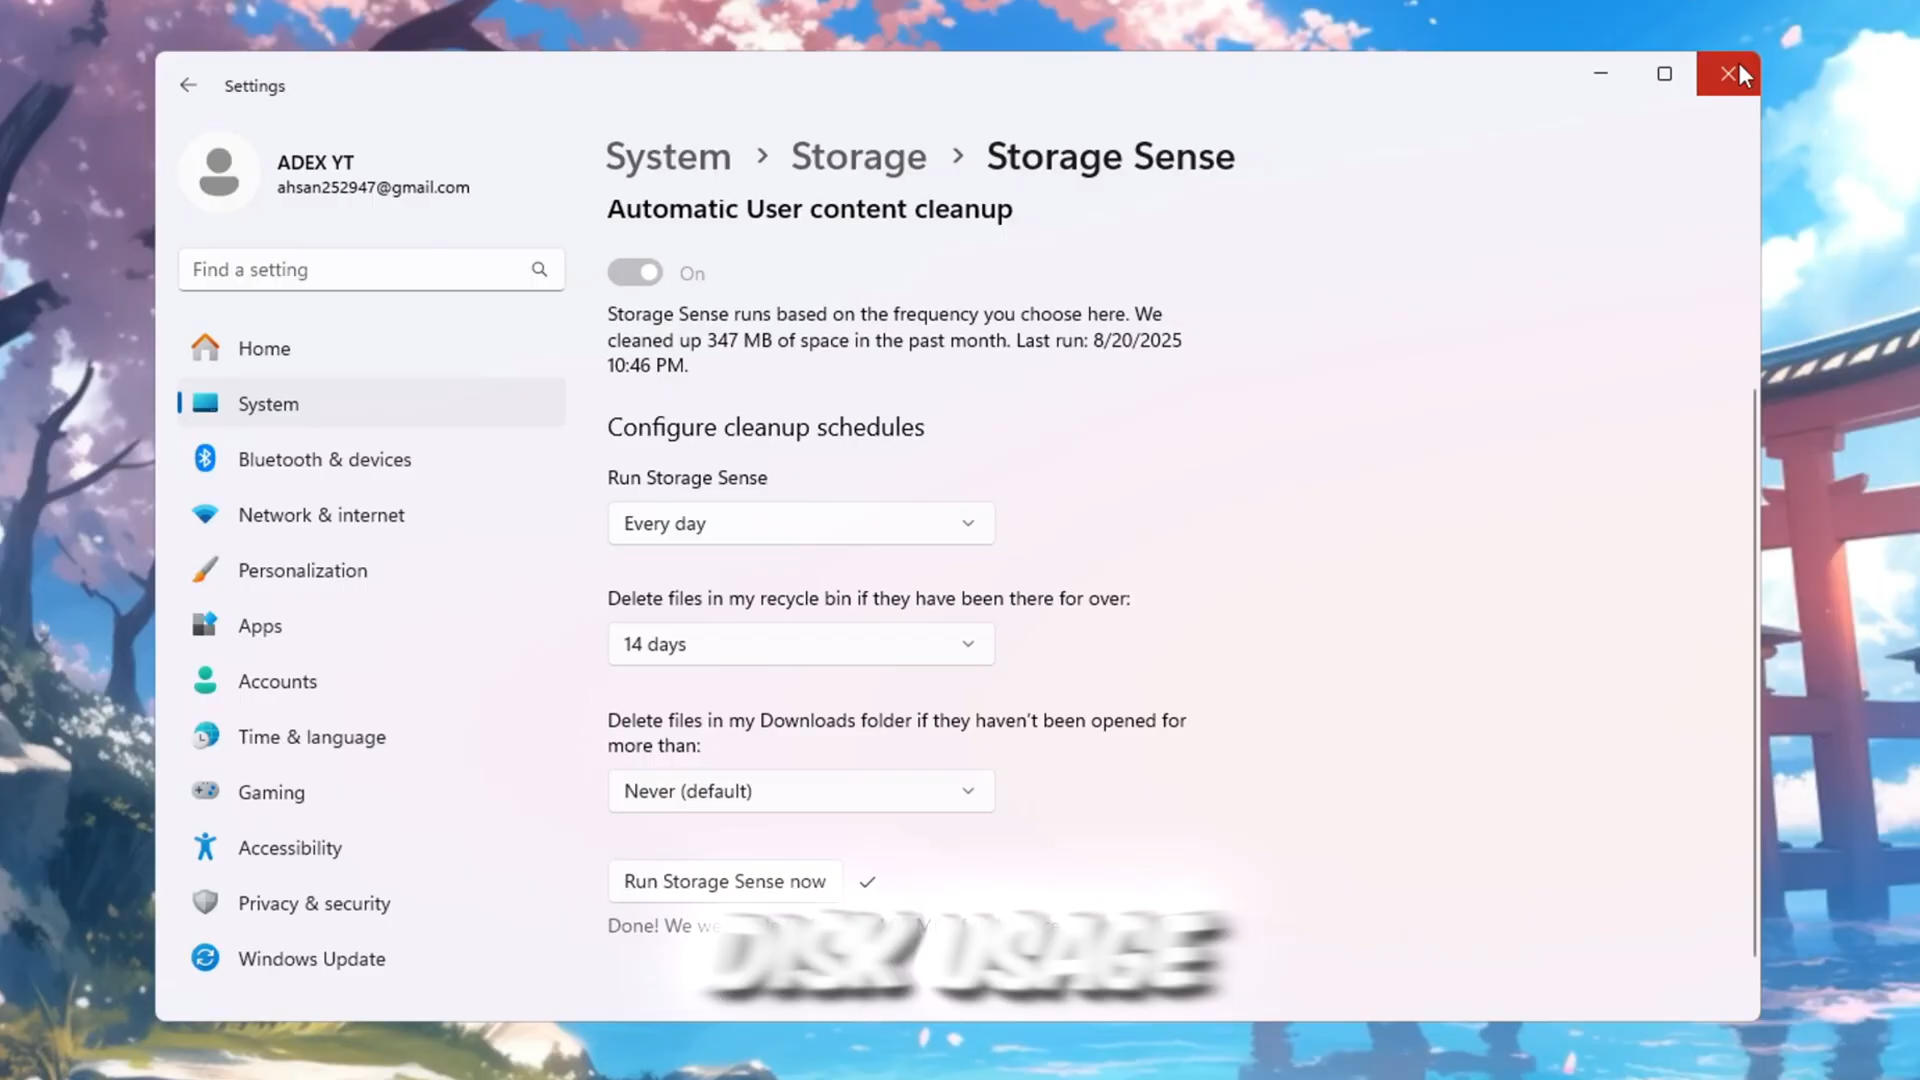 Settings
ADEX YT
ahsan252947@gmail.com
Find a setting
Home
System
Bluetooth & devices
Network & internet
Personalization
Apps
Accounts
Time & language
Gaming
Accessibility
Privacy & security
Windows Update
System > Storage > Storage Sense
Automatic User content cleanup
On
Storage Sense runs based on the frequency you choose here. We
cleaned up 347 MB of space in the past month. Last run: 8/20/2025
10:46 PM.
Configure cleanup schedules
Run Storage Sense
Every day
Delete files in my recycle bin if they have been there for over:
14 days
Delete files in my Downloads folder if they haven't been opened for
more than:
Never (default)
Run Storage Sense now
Done! We
DISK USAGE